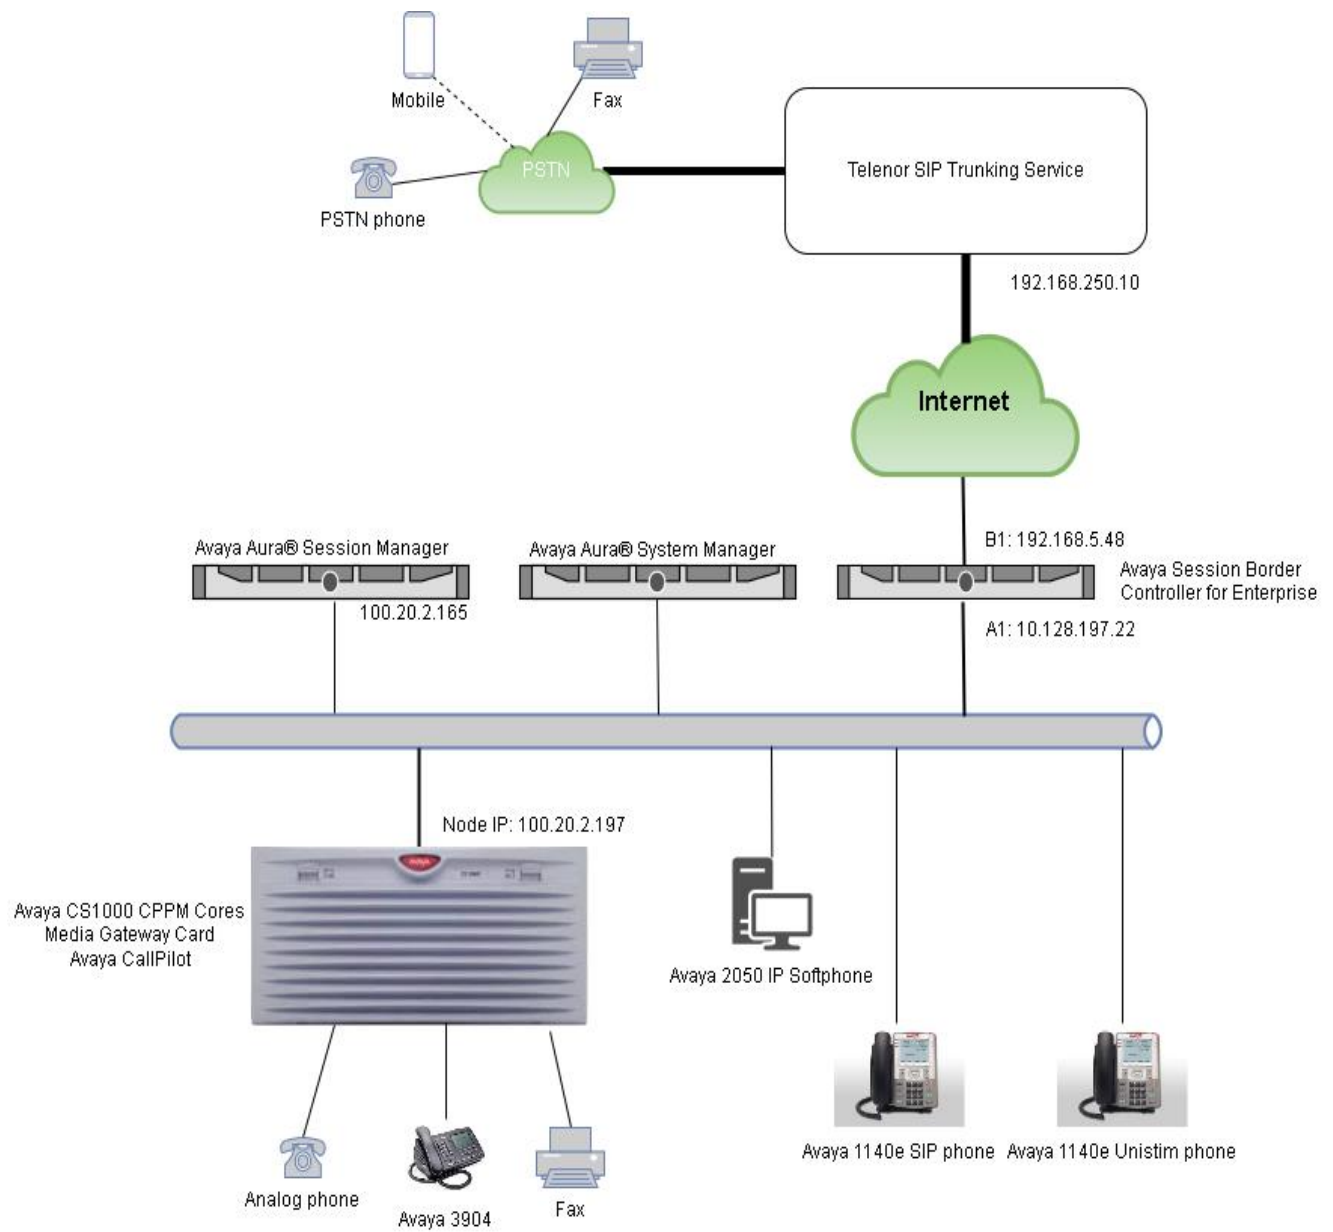 Mobile
Fax
PSTN
PSTN phone
Telenor SIP Trunking Service
192.168.250.10
Internet
B1: 192.168.5.48
Avaya Aura® Session Manager
Avaya Aura® System Manager
Avaya Session Border
Controller for Enterprise
100.20.2.165
A1: 10.128.197.22
Node IP: 100.20.2.197
AVAYA
Avaya CS1000 CPPM Cores
Media Gateway Card
Avaya CallPilot
Avaya 2050 IP Softphone
Avaya 1140e SIP phone
Avaya 1140e Unistim phone
Analog phone
Avaya 3904
Fax